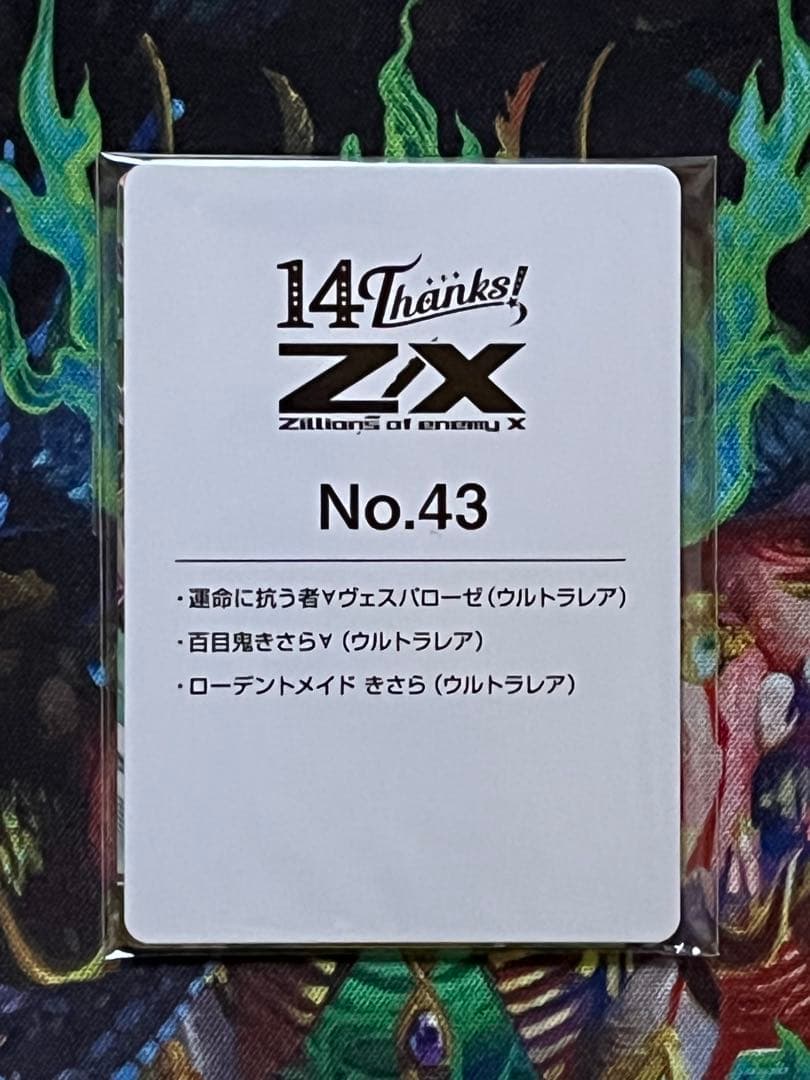 14 Thanks!
Z/X
Zillions of enemy X
No.43
・運命に抗う者∀ヴェスパローゼ(ウルトラレア)
・百目鬼きさら∀(ウルトラレア)
・ローデントメイド きさら(ウルトラレア)